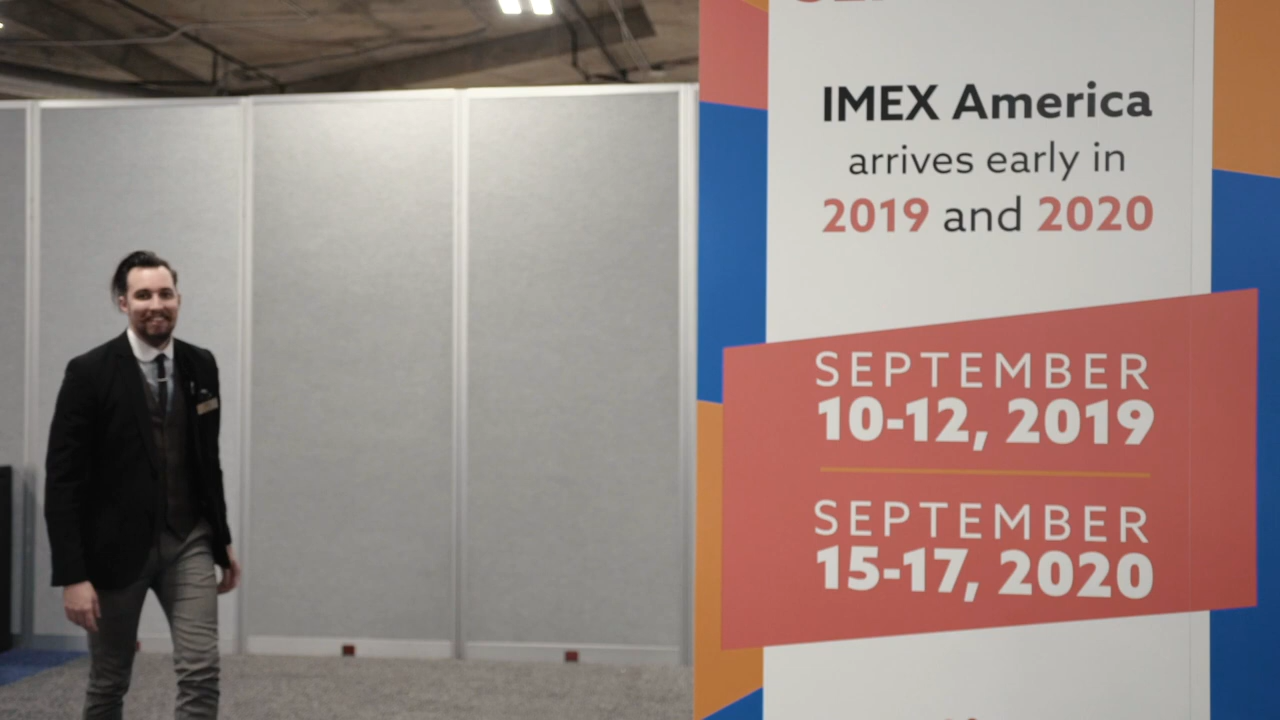 IMEX America
arrives early in
2019 and 2020
SEPTEMBER
10-12, 2019
SEPTEMBER
15-17, 2020